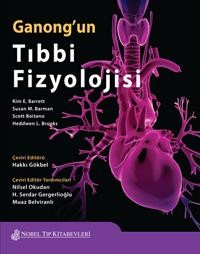 Ganong'un
Tıbbi
Fizyolojisi
Kim E. Barrett
Susan M. Barman
Scott Boitano
Heddwen L. Brooks
Çeviri Editörü
Hakkı Gökbel
Çeviri Editör Yardımcıları
Nilsel Okudan
H. Serdar Gergerlioğlu
Muaz Belviranlı
NOBEL TIP KİTABEVLERİ